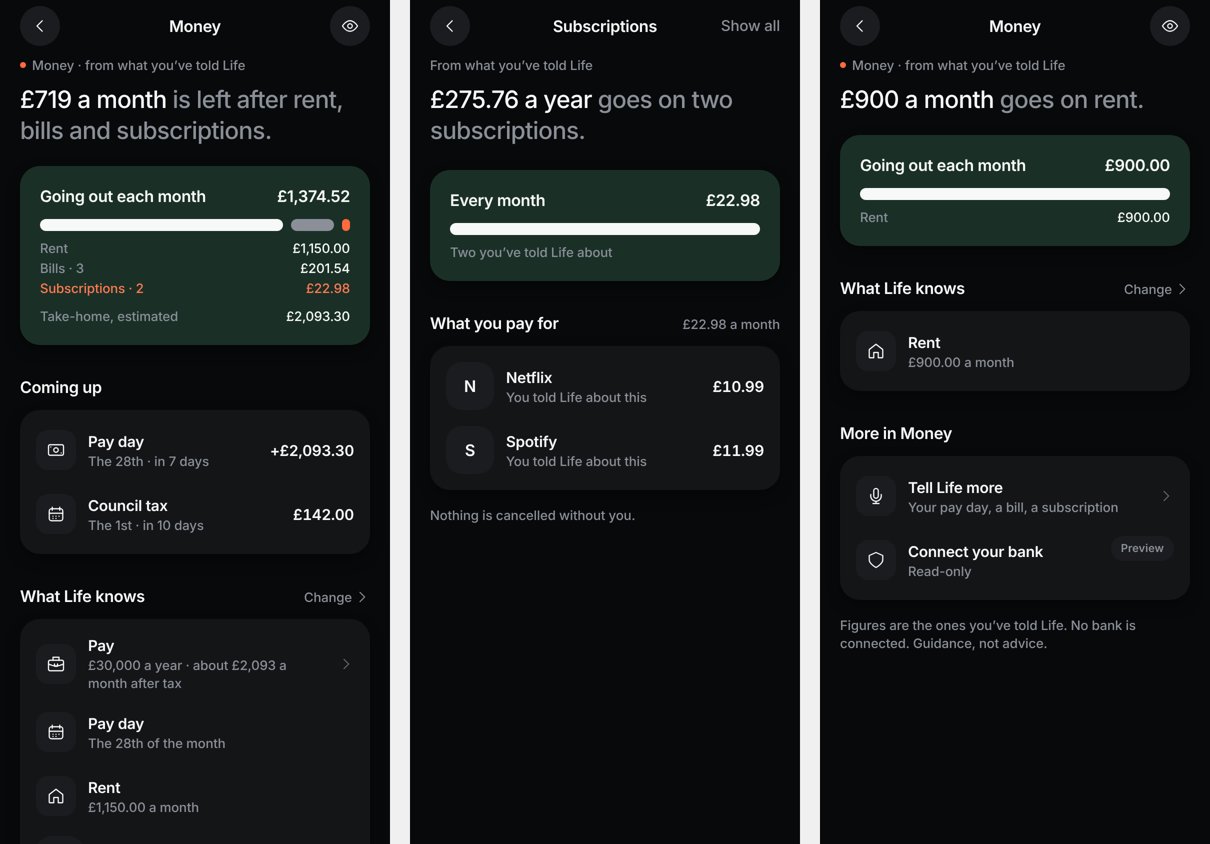 Money
Money · from what you've told Life
£719 a month is left after rent,
bills and subscriptions.
Going out each month £1,374.52
Rent £1,150.00
Bills · 3 £201.54
Subscriptions · 2 £22.98
Take-home, estimated £2,093.30
Coming up
Pay day
The 28th · in 7 days
+£2,093.30
Council tax
The 1st · in 10 days
£142.00
What Life knows Change
Pay
£30,000 a year · about £2,093 a
month after tax
Pay day
The 28th of the month
Rent
£1,150.00 a month
Subscriptions Show all
From what you've told Life
£275.76 a year goes on two
subscriptions.
Every month £22.98
Two you've told Life about
What you pay for £22.98 a month
N
Netflix
You told Life about this
£10.99
S
Spotify
You told Life about this
£11.99
Nothing is cancelled without you.
Money
Money · from what you've told Life
£900 a month goes on rent.
Going out each month £900.00
Rent £900.00
What Life knows Change
Rent
£900.00 a month
More in Money
Tell Life more
Your pay day, a bill, a subscription
Connect your bank
Read-only
Preview
Figures are the ones you've told Life. No bank is
connected. Guidance, not advice.